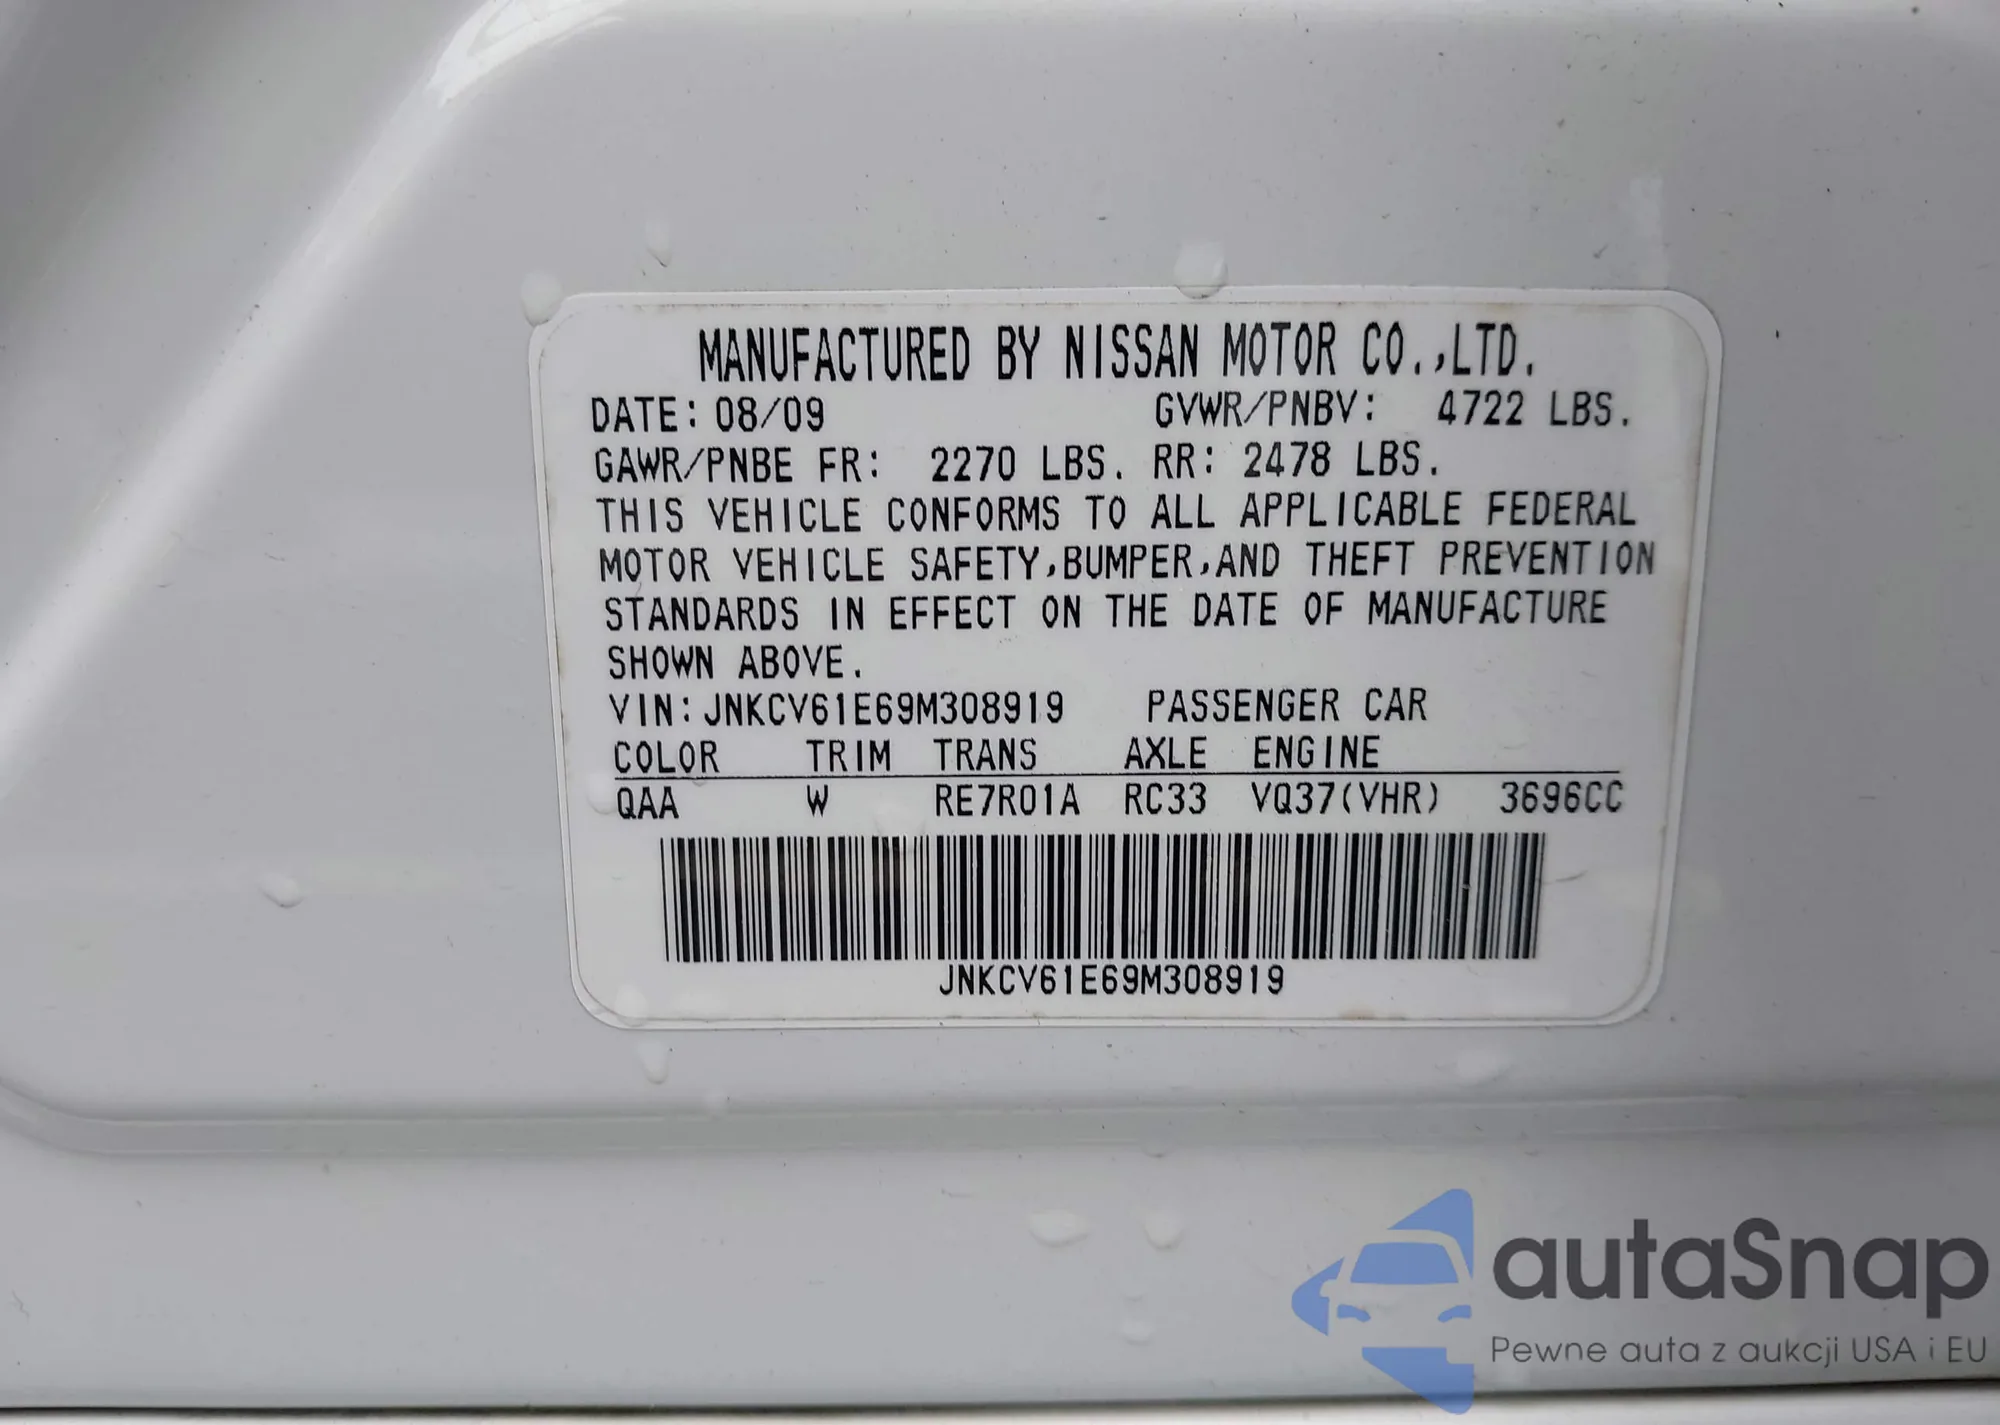 MANUFACTURED BY NISSAN MOTOR CO.,LTD.
DATE: 08/09 GVWR/PNBV: 4722 LBS.
GAWR/PNBE FR: 2270 LBS. RR: 2478 LBS.
THIS VEHICLE CONFORMS TO ALL APPLICABLE FEDERAL
MOTOR VEHICLE SAFETY,BUMPER,AND THEFT PREVENTION
STANDARDS IN EFFECT ON THE DATE OF MANUFACTURE
SHOWN ABOVE.
VIN:JNKCV61E69M308919 PASSENGER CAR
COLOR TRIM TRANS AXLE ENGINE
QAA W RE7R01A RC33 VQ37(VHR) 3696CC
JNKCV61E69M308919
autaSnap
Pewne auta z aukcji USA i EU